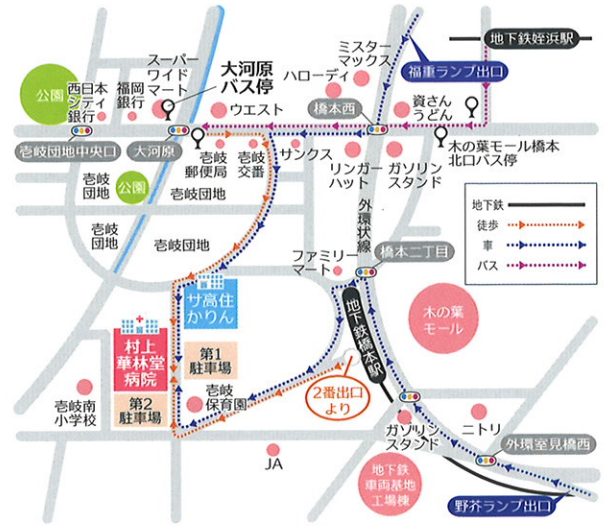 地下鉄姪浜駅
ミスター
マックス
福重ランプ出口
スーパー
ワイド
マート
大河原
バス停
ハローディ
公園
西日本
シティ
銀行
福岡
銀行
ウエスト
橋本西
資さん
うどん
壱岐団地中央口
大河原
壱岐
郵便局
壱岐
交番
サンクス
リンガー
ハット
ガソリン
スタンド
木の葉モール橋本
北口バス停
壱岐
団地
公園
壱岐団地
外環状線
地下鉄
徒歩
車
バス
壱岐
団地
壱岐団地
ファミリー
マート
橋本二丁目
サ高住
かりん
木の葉
モール
地下鉄橋本駅
村上
華林堂
病院
第1
駐車場
第2
駐車場
壱岐
保育園
2番出口
より
壱岐南
小学校
ガソリン
スタンド
ニトリ
外環室見橋西
JA
地下鉄
車両基地
工場棟
野芥ランプ出口